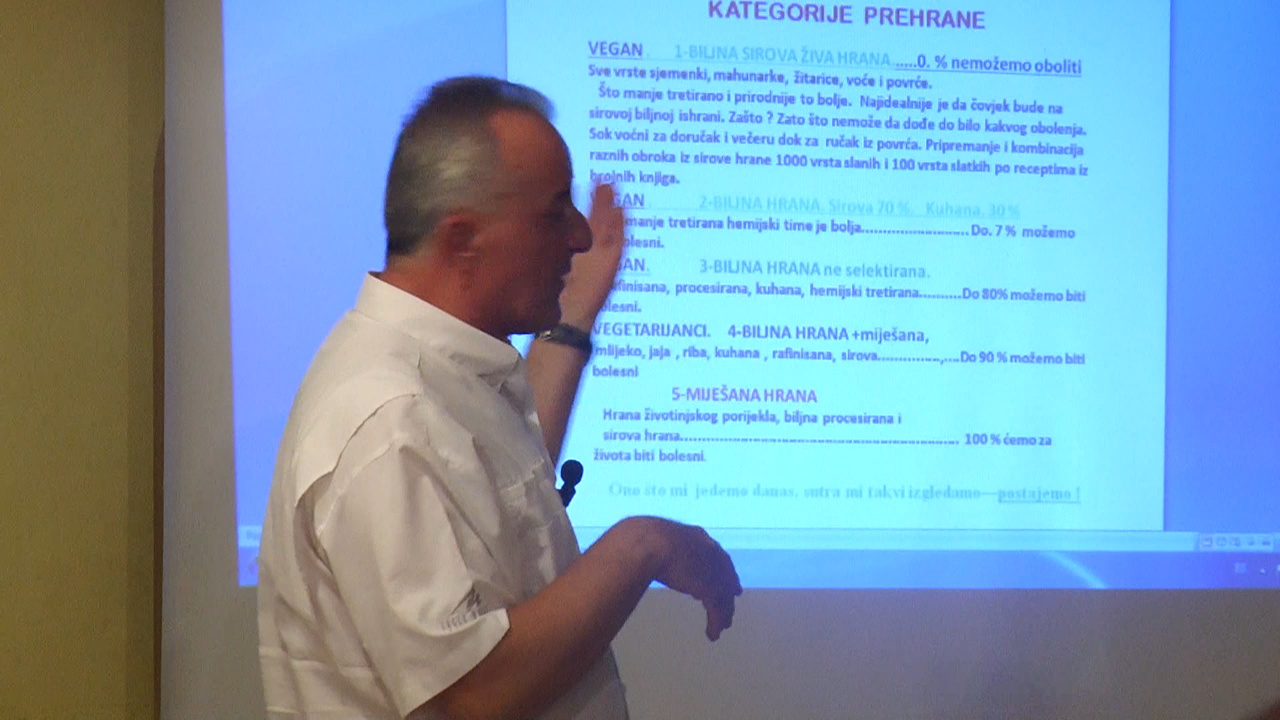 KATEGORIJE PREHRANE
VEGAN. 1-BILJNA SIROVA ŽIVA HRANA......0. % nemožemo oboliti
Sve vrste sjemenki, mahunarke, žitarice, voće i povrće.
Što manje tretirano i prirodnije to bolje. Najidealnije je da čovjek bude na
sirovoj biljnoj ishrani. Zašto ? Zato što nemože da dođe do bilo kakvog obolenja.
Sok voćni za doručak i večeru dok za ručak iz povrća. Pripremanje i kombinacija
raznih obroka iz sirove hrane 1000 vrsta slanih i 100 vrsta slatkih po receptima iz
brojnih knjiga.
GAN 2-BILJNA HRANA. Sirova 70 %. Kuhana. 30 %
manje tretirana hemijski time je bolja.......................... Do. 7 % možemo
olesni.
AN. 3-BILJNA HRANA ne selektirana.
afinisana, procesirana, kuhana, hemijski tretirana..........Do 80% možemo biti
olesni.
VEGETARIJANCI. 4-BILJNA HRANA +miješana,
mlijeko, jaja , riba, kuhana , rafinisana, sirova...............,....Do 90 % možemo biti
bolesni
5-MIJEŠANA HRANA
Hrana životinjskog porijekla, biljna procesirana i
sirova hrana................................................................ 100 % ćemo za
života biti bolesni.
Ono što mi jedemo danas, sutra mi takvi izgledamo—postajemo !